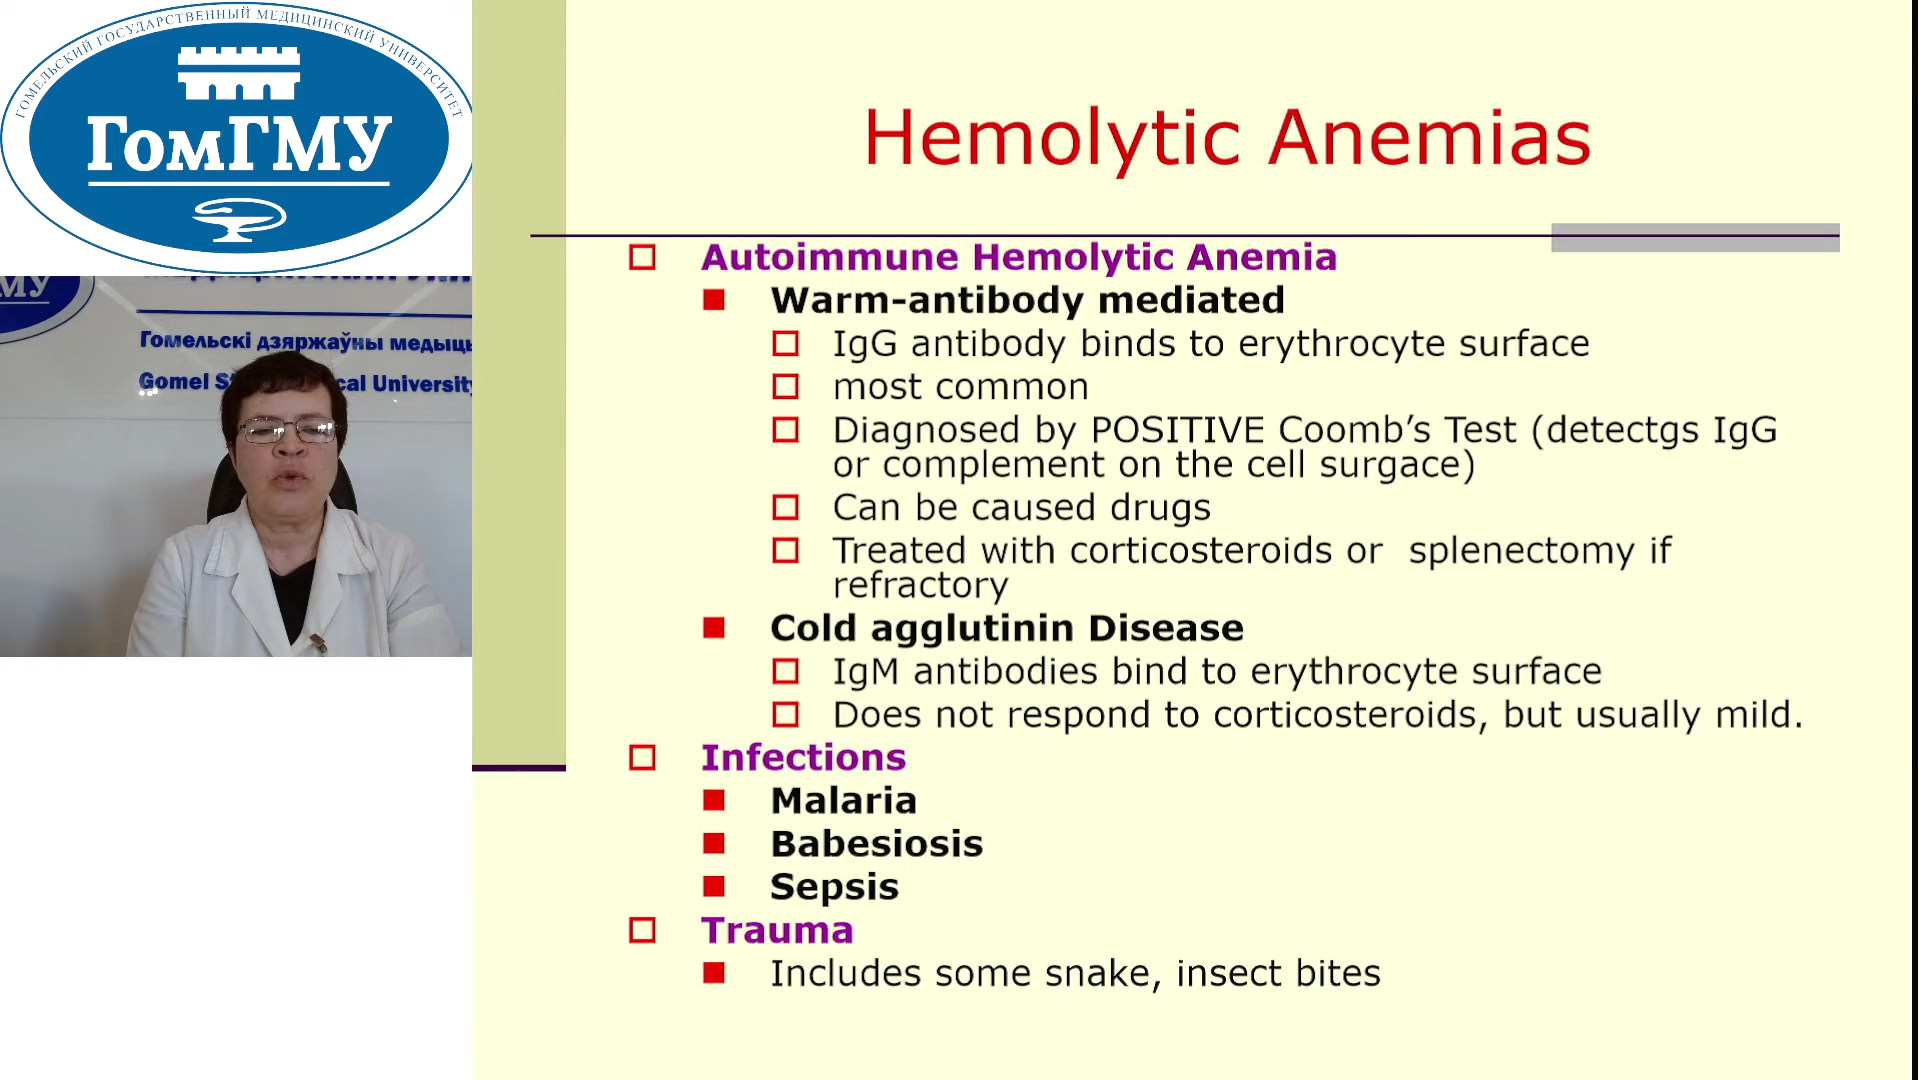 ГОМЕЛЬСКИЙ ГОСУДАРСТВЕННЫЙ МЕДИЦИНСКИЙ УНИВЕРСИТЕТ
ГомГМУ
МУ
Гомельскі дзяржаўны медыцы
Gomel St cal University
Hemolytic Anemias
Autoimmune Hemolytic Anemia
Warm-antibody mediated
IgG antibody binds to erythrocyte surface
most common
Diagnosed by POSITIVE Coomb’s Test (detectgs IgG
or complement on the cell surgace)
Can be caused drugs
Treated with corticosteroids or splenectomy if
refractory
Cold agglutinin Disease
IgM antibodies bind to erythrocyte surface
Does not respond to corticosteroids, but usually mild.
Infections
Malaria
Babesiosis
Sepsis
Trauma
Includes some snake, insect bites